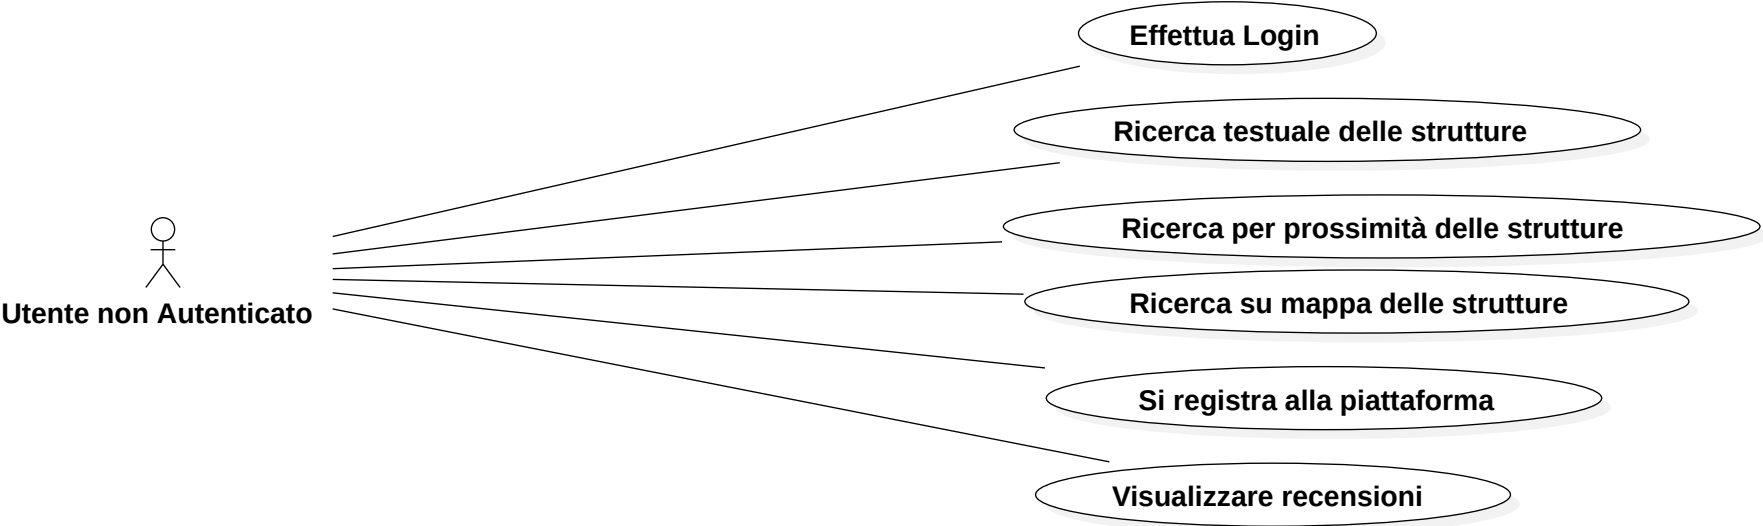 Effettua Login
Ricerca testuale delle strutture
Ricerca per prossimità delle strutture
Utente non Autenticato
Ricerca su mappa delle strutture
Si registra alla piattaforma
Visualizzare recensioni